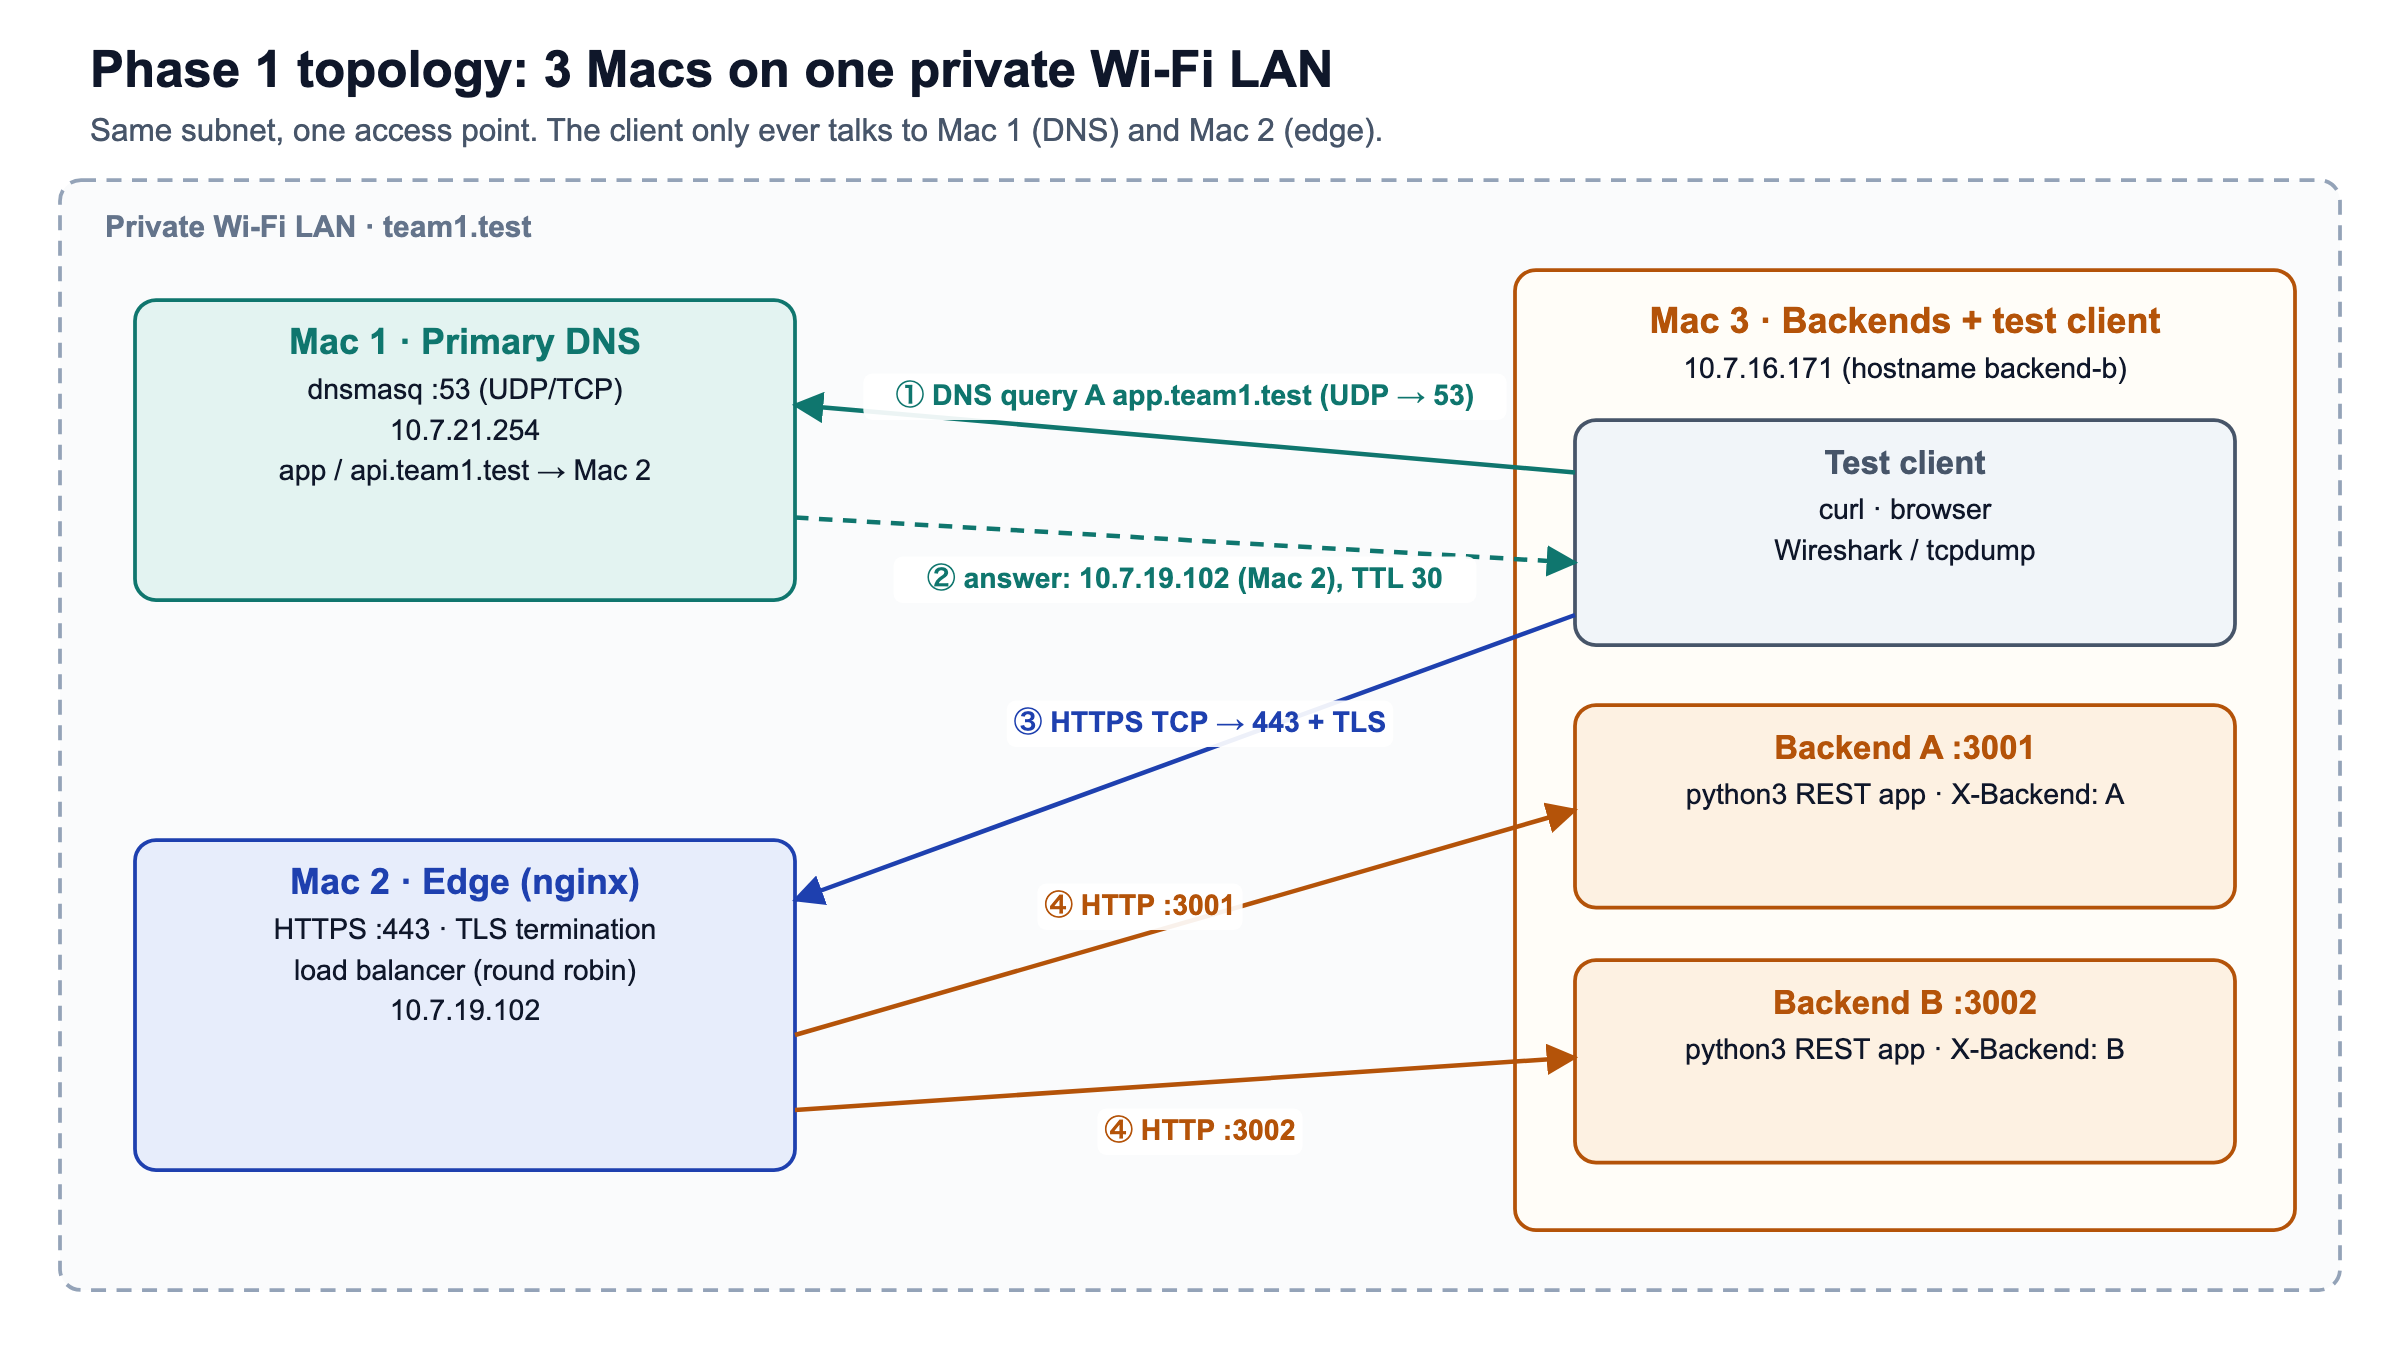 Phase 1 topology: 3 Macs on one private Wi-Fi LAN
Same subnet, one access point. The client only ever talks to Mac 1 (DNS) and Mac 2 (edge).
Private Wi-Fi LAN · team1.test
Mac 1 · Primary DNS
dnsmasq :53 (UDP/TCP)
10.7.21.254
app / api.team1.test → Mac 2
① DNS query A app.team1.test (UDP → 53)
② answer: 10.7.19.102 (Mac 2), TTL 30
Mac 3 · Backends + test client
10.7.16.171 (hostname backend-b)
Test client
curl · browser
Wireshark / tcpdump
③ HTTPS TCP → 443 + TLS
Backend A :3001
python3 REST app · X-Backend: A
Mac 2 · Edge (nginx)
HTTPS :443 · TLS termination
load balancer (round robin)
10.7.19.102
④ HTTP :3001
④ HTTP :3002
Backend B :3002
python3 REST app · X-Backend: B